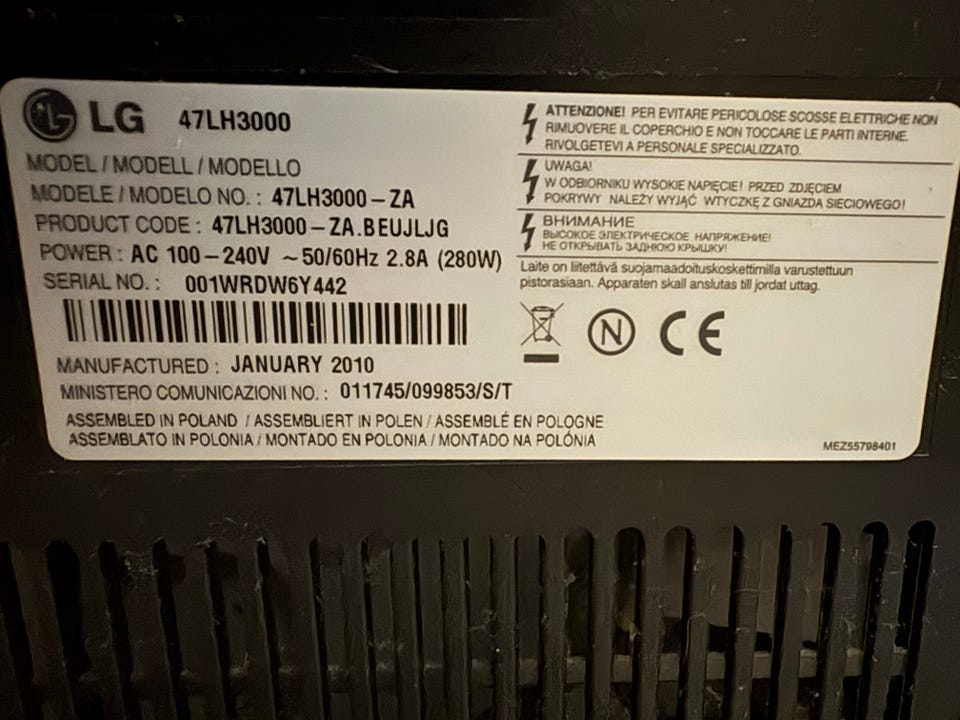 LG 47LH3000
MODEL / MODELL / MODELLO
MODELE / MODELO NO. : 47LH3000-ZA
PRODUCT CODE : 47LH3000-ZA.BEUJLJG
POWER : AC 100-240V ~50/60Hz 2.8A (280W)
SERIAL NO. : 001WRDW6Y442
MANUFACTURED : JANUARY 2010
MINISTERO COMUNICAZIONI NO. : 011745/099853/S/T
ASSEMBLED IN POLAND / ASSEMBLIERT IN POLEN / ASSEMBLÉ EN POLOGNE
ASSEMBLATO IN POLONIA / MONTADO EN POLONIA / MONTADO NA POLÓNIA
ATTENZIONE! PER EVITARE PERICOLOSE SCOSSE ELETTRICHE NON
RIMUOVERE IL COPERCHIO E NON TOCCARE LE PARTI INTERNE.
RIVOLGETEVI A PERSONALE SPECIALIZZATO.
UWAGA!
W ODBIORNIKU WYSOKIE NAPIĘCIE! PRZED ZDJĘCIEM
POKRYWY NALEŻY WYJĄĆ WTYCZKĘ Z GNIAZDA SIECIOWEGO!
ВНИМАНИЕ
ВЫСОКОЕ ЭЛЕКТРИЧЕСКОЕ НАПРЯЖЕНИЕ!
НЕ ОТКРЫВАТЬ ЗАДНЮЮ КРЫШКУ!
Laite on liitettävä suojamaadoituskoskettimilla varustettuun
pistorasiaan. Apparaten skall anslutas till jordat uttag.
N CE
MEZ55798401